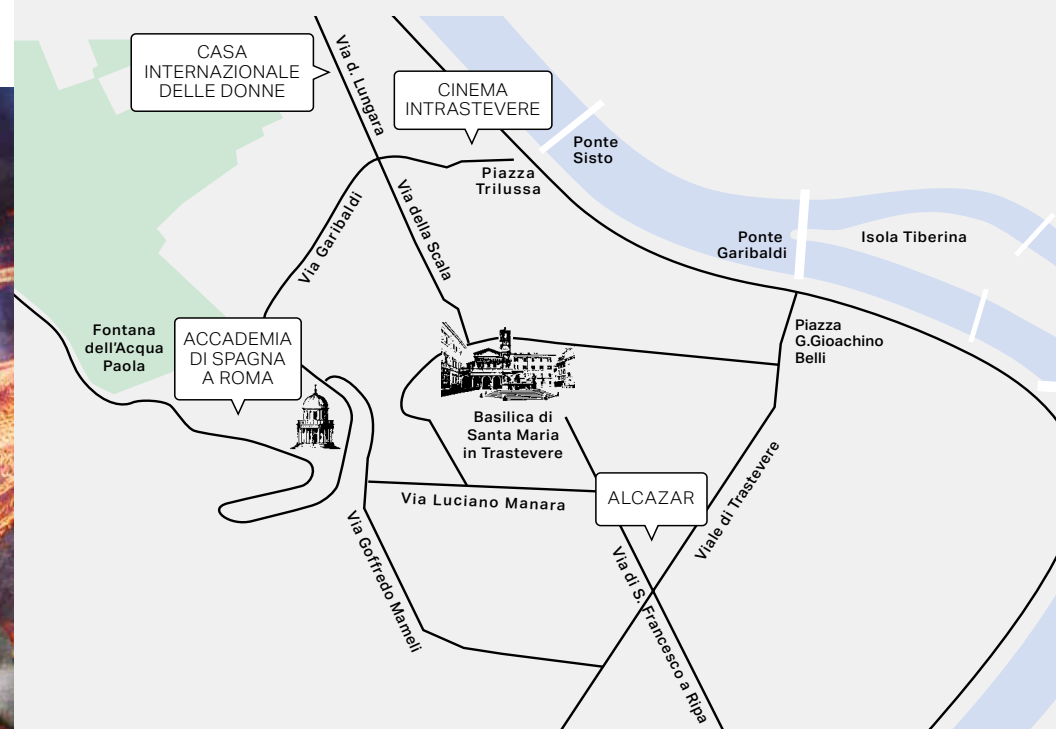 CASA
INTERNAZIONALE
DELLE DONNE
Via d. Lungara
CINEMA
INTRASTEVERE
Ponte
Sisto
Piazza
Trilussa
Via Garibaldi
Via della Scala
Ponte
Garibaldi
Isola Tiberina
Fontana
dell'Acqua
Paola
ACCADEMIA
DI SPAGNA
A ROMA
Piazza
G.Gioachino
Belli
Basilica di
Santa Maria
in Trastevere
Via Luciano Manara
ALCAZAR
Viale di Trastevere
Via Goffredo Mameli
Via di S. Francesco a Ripa